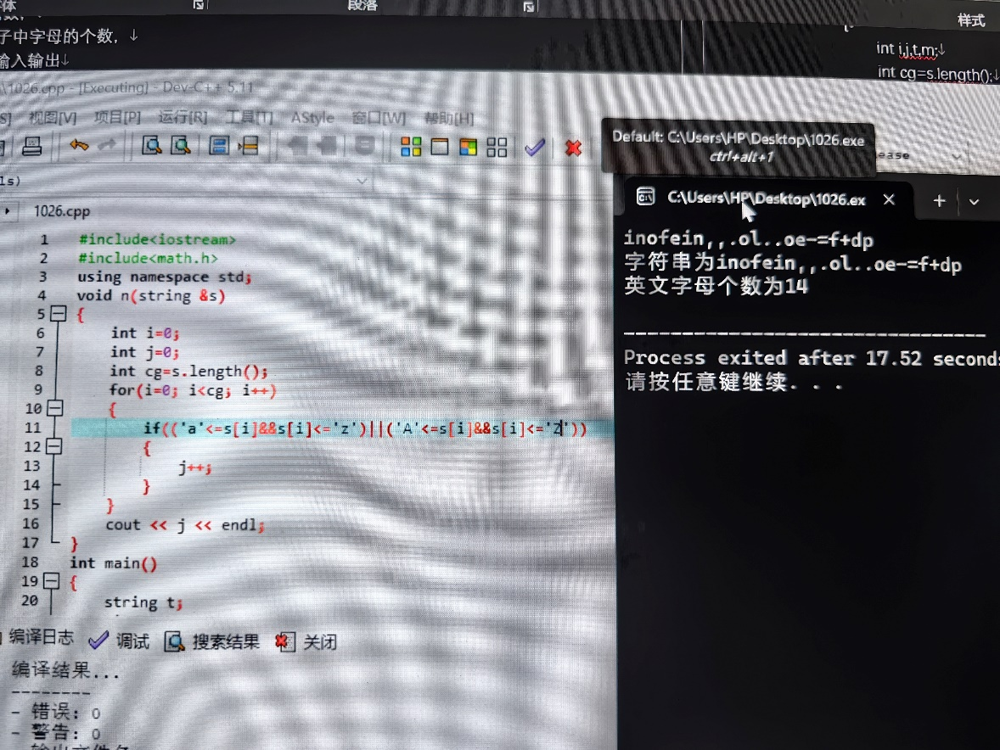 段落
样式
子中字母的个数，↓
输入输出↓
int i,j,t,m;↓
int cg=s.length();↓
\1026.cpp - [Executing] - Dev-C++ 5.11
视图[V] 项目[P] 运行[R] 工具[T] AStyle 窗口[W] 帮助[H]
Default: C:\Users\HP\Desktop\1026.exe
ctrl+alt+1
ease
ls)
1026.cpp
C:\Users\HP\Desktop\1026.ex
1 #include<iostream>
2 #include<math.h>
3 using namespace std;
4 void n(string &s)
5 {
6 int i=0;
7 int j=0;
8 int cg=s.length();
9 for(i=0; i<cg; i++)
10 {
11 if(('a'<=s[i]&&s[i]<='z')||('A'<=s[i]&&s[i]<='Z'))
12 {
13 j++;
14 }
15 }
16 cout << j << endl;
17 }
18 int main()
19 {
20 string t;
inofein,,.ol..oe-=f+dp
字符串为inofein,,.ol..oe-=f+dp
英文字母个数为14
--------------------------------
Process exited after 17.52 seconds
请按任意键继续. . .
编译日志 调试 搜索结果 关闭
编译结果...
--------
- 错误: 0
- 警告: 0